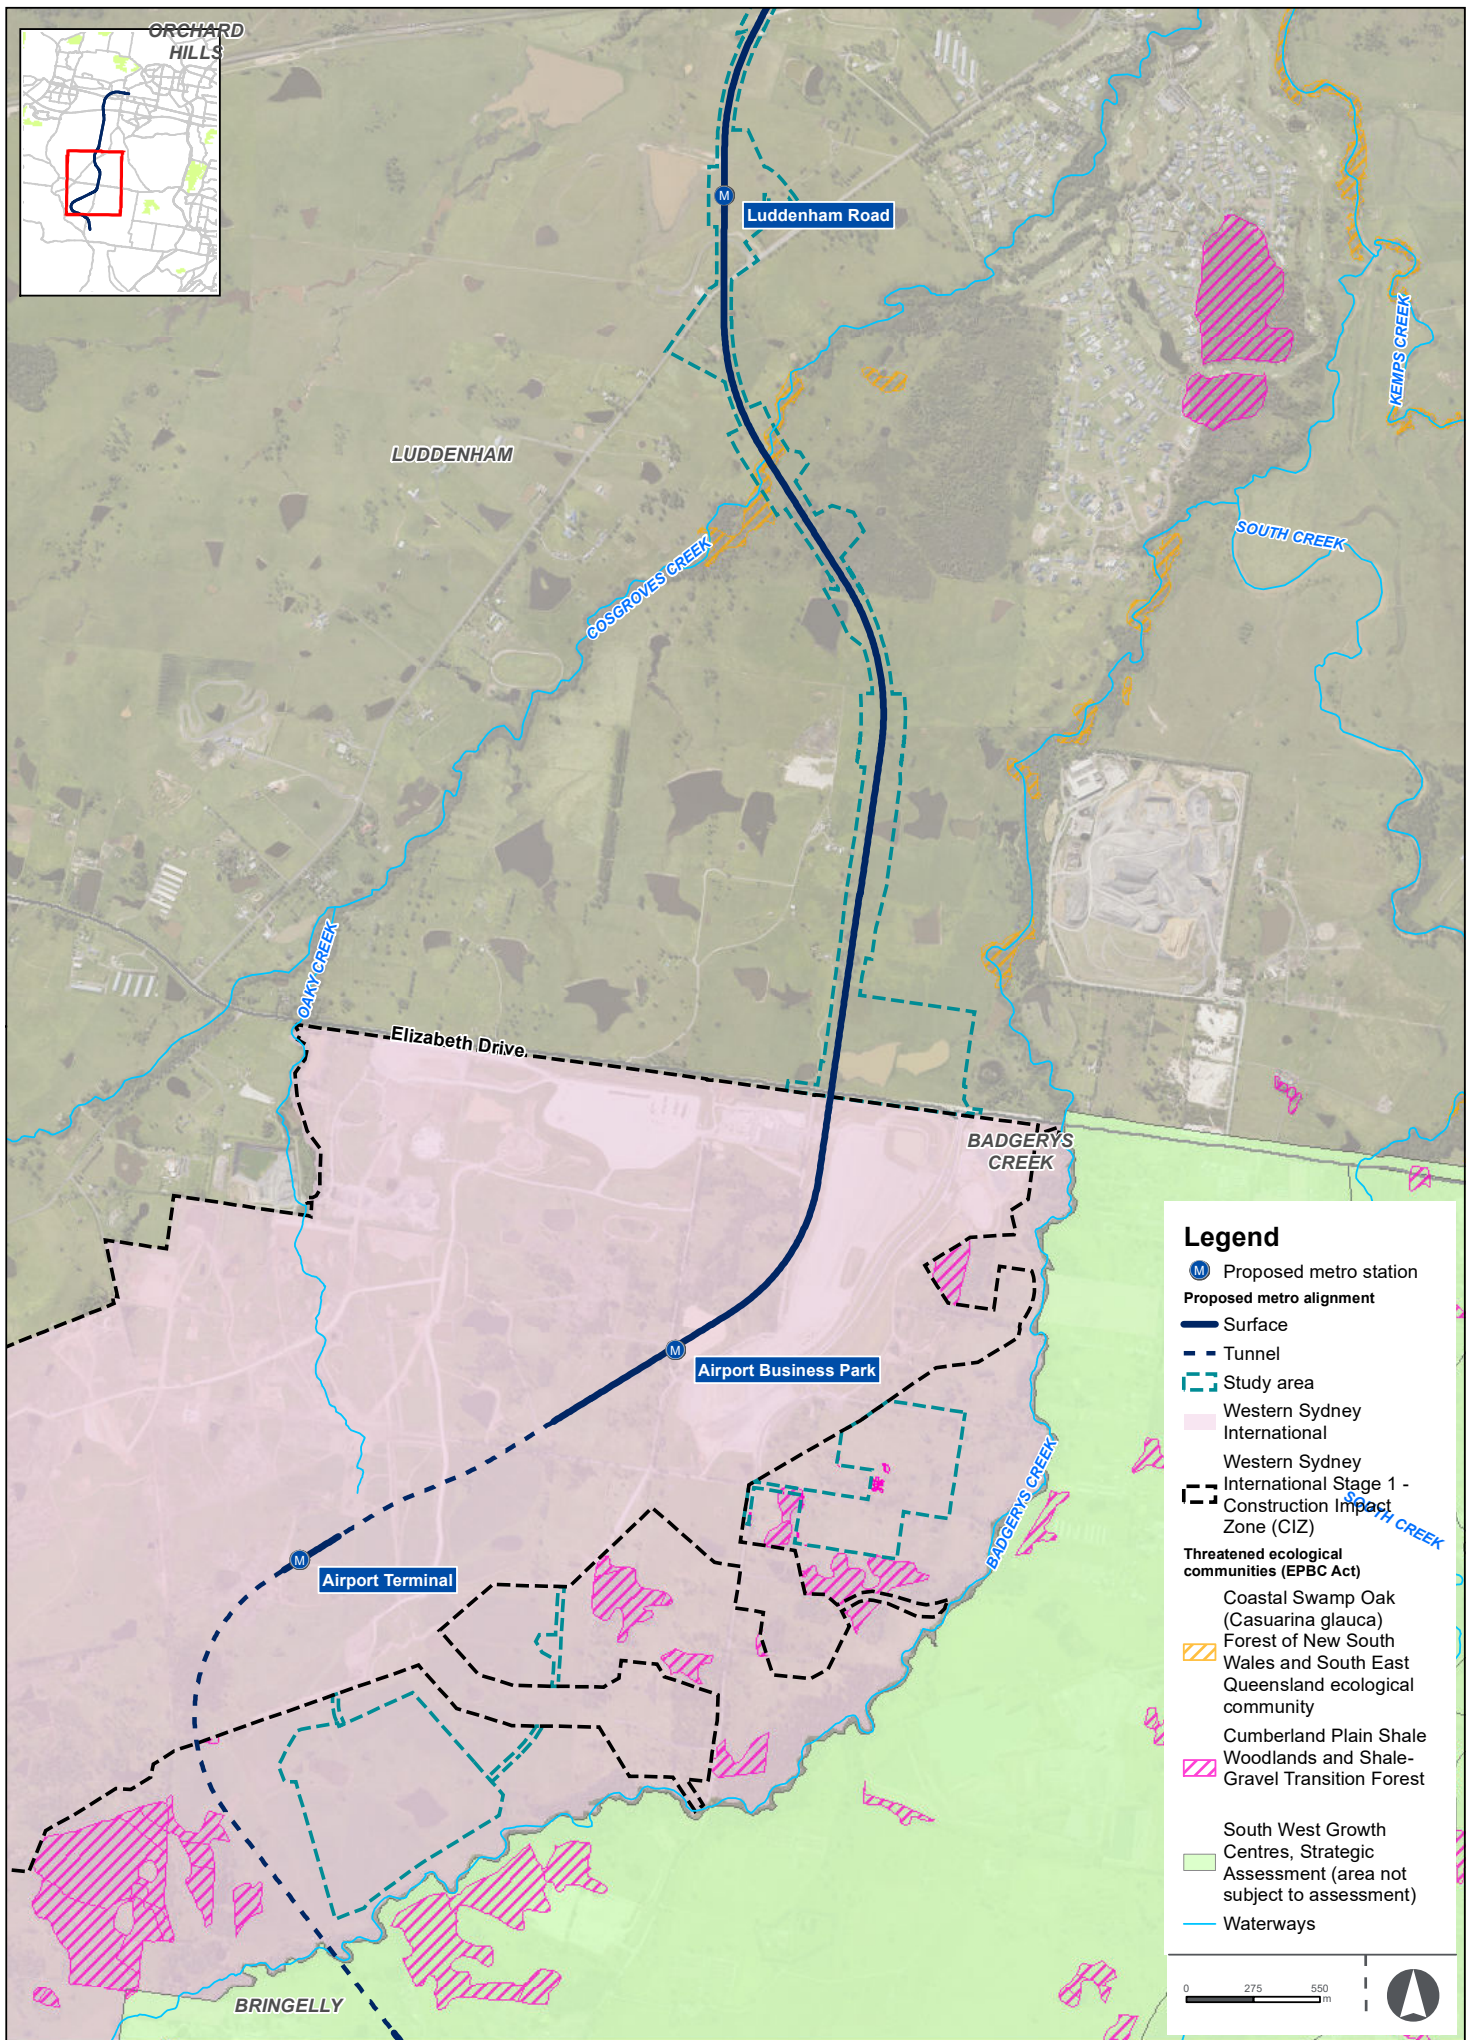 ORCHARD
HILLS
M
Luddenham Road
KEMPS CREEK
LUDDENHAM
SOUTH CREEK
COSGROVES CREEK
OAKY CREEK
Elizabeth Drive
BADGERYS
CREEK
M
Airport Business Park
BADGERYS CREEK
M
Airport Terminal
BRINGELLY
Legend
M Proposed metro station
Proposed metro alignment
Surface
Tunnel
Study area
Western Sydney
International
Western Sydney
International Stage 1 -
Construction Impact
Zone (CIZ)
SOUTH CREEK
Threatened ecological
communities (EPBC Act)
Coastal Swamp Oak
(Casuarina glauca)
Forest of New South
Wales and South East
Queensland ecological
community
Cumberland Plain Shale
Woodlands and Shale-
Gravel Transition Forest
South West Growth
Centres, Strategic
Assessment (area not
subject to assessment)
Waterways
0 275 550
m